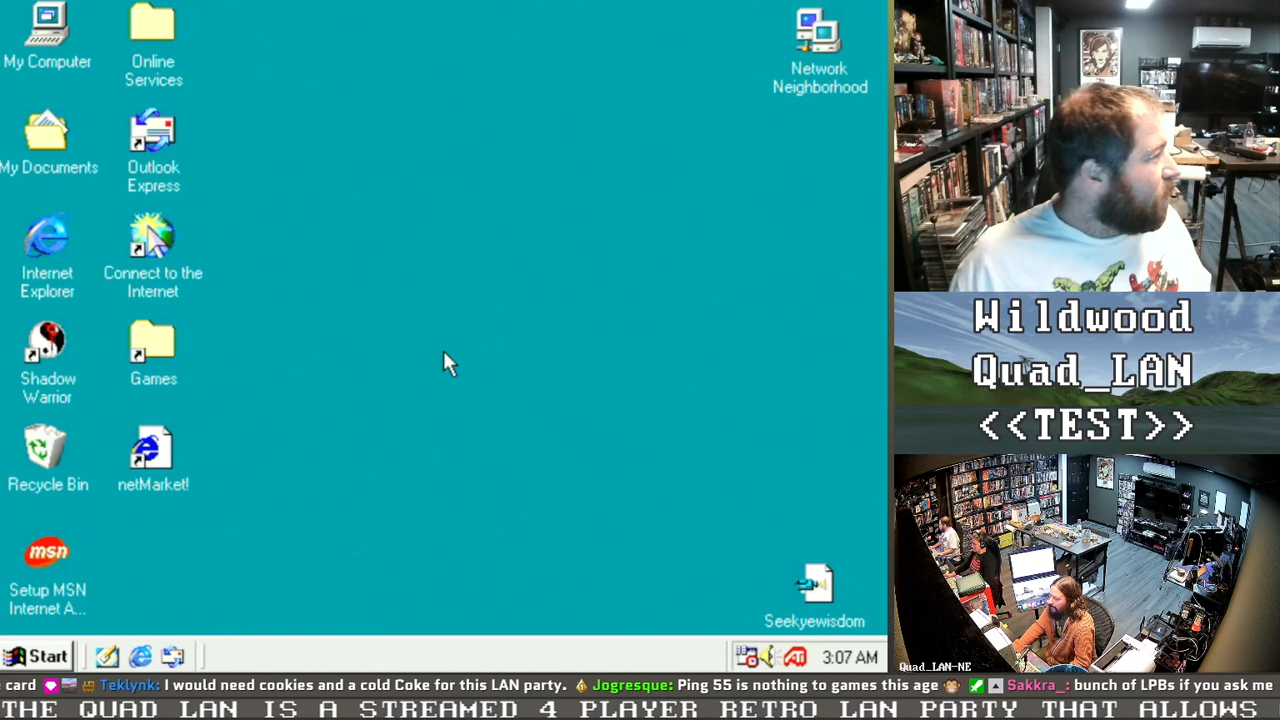 My Computer
Online
Services
Network
Neighborhood
My Documents
Outlook
Express
Internet
Explorer
Connect to the
Internet
Shadow
Warrior
Games
Recycle Bin
netMarket!
msn
Setup MSN
Internet A...
Seekyewisdom
Start
ATI
3:07 AM
Wildwood
Quad_LAN
<<TEST>>
Quad_LAN-NE
e card Teklynk: I would need cookies and a cold Coke for this LAN party. Jogresque: Ping 55 is nothing to games this age Sakkra_: bunch of LPBs if you ask me
THE QUAD LAN IS A STREAMED 4 PLAYER RETRO LAN PARTY THAT ALLOWS